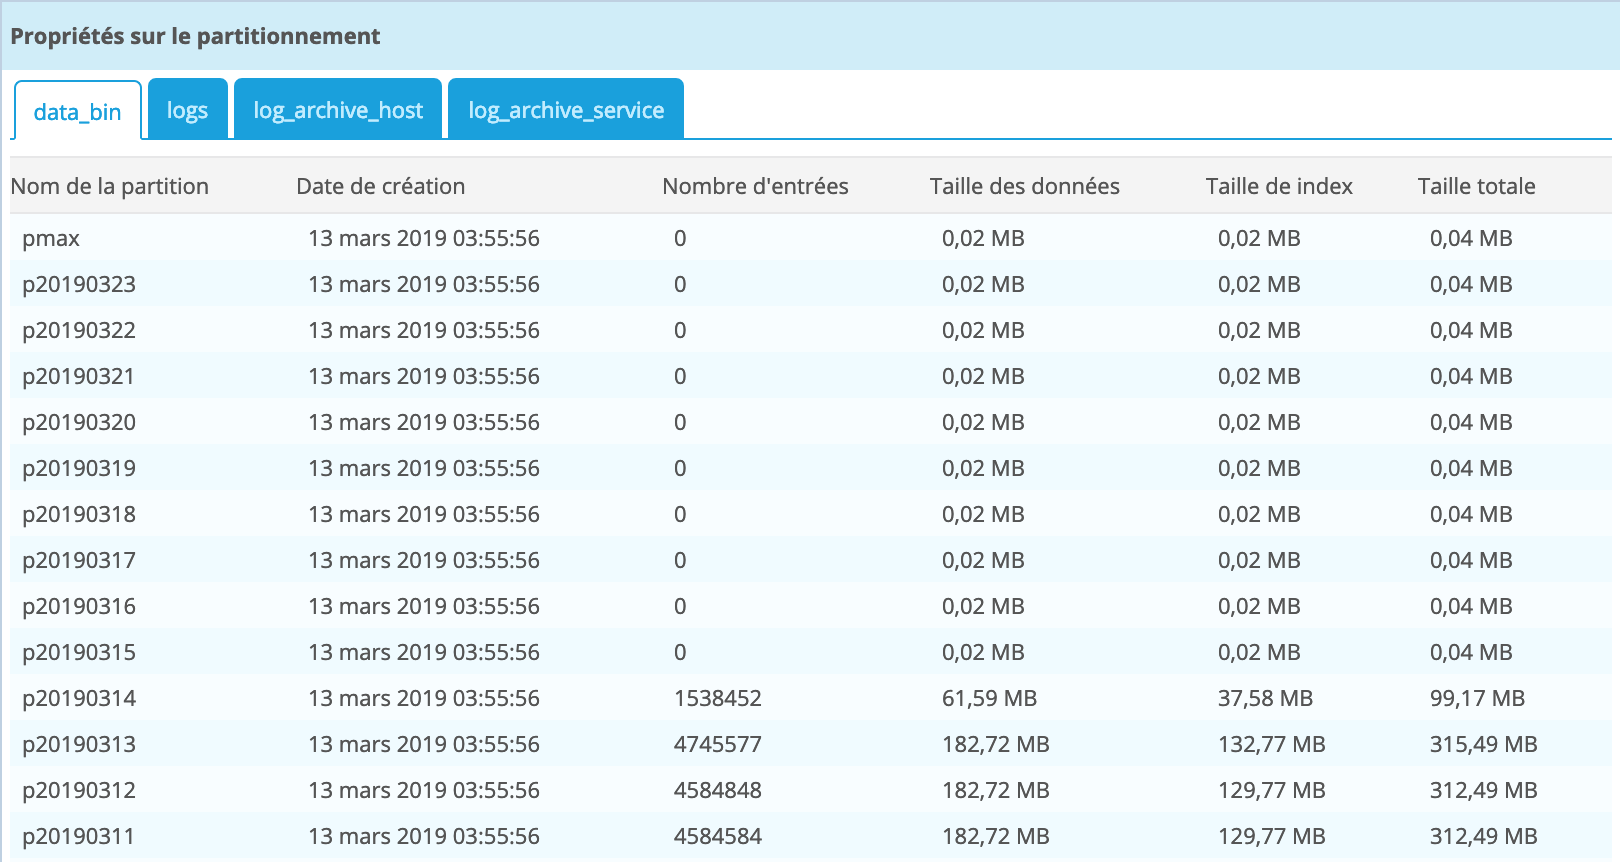 Propriétés sur le partitionnement
data_bin logs log_archive_host log_archive_service
Nom de la partition Date de création Nombre d'entrées Taille des données Taille de index Taille totale
pmax 13 mars 2019 03:55:56 0 0,02 MB 0,02 MB 0,04 MB
p20190323 13 mars 2019 03:55:56 0 0,02 MB 0,02 MB 0,04 MB
p20190322 13 mars 2019 03:55:56 0 0,02 MB 0,02 MB 0,04 MB
p20190321 13 mars 2019 03:55:56 0 0,02 MB 0,02 MB 0,04 MB
p20190320 13 mars 2019 03:55:56 0 0,02 MB 0,02 MB 0,04 MB
p20190319 13 mars 2019 03:55:56 0 0,02 MB 0,02 MB 0,04 MB
p20190318 13 mars 2019 03:55:56 0 0,02 MB 0,02 MB 0,04 MB
p20190317 13 mars 2019 03:55:56 0 0,02 MB 0,02 MB 0,04 MB
p20190316 13 mars 2019 03:55:56 0 0,02 MB 0,02 MB 0,04 MB
p20190315 13 mars 2019 03:55:56 0 0,02 MB 0,02 MB 0,04 MB
p20190314 13 mars 2019 03:55:56 1538452 61,59 MB 37,58 MB 99,17 MB
p20190313 13 mars 2019 03:55:56 4745577 182,72 MB 132,77 MB 315,49 MB
p20190312 13 mars 2019 03:55:56 4584848 182,72 MB 129,77 MB 312,49 MB
p20190311 13 mars 2019 03:55:56 4584584 182,72 MB 129,77 MB 312,49 MB